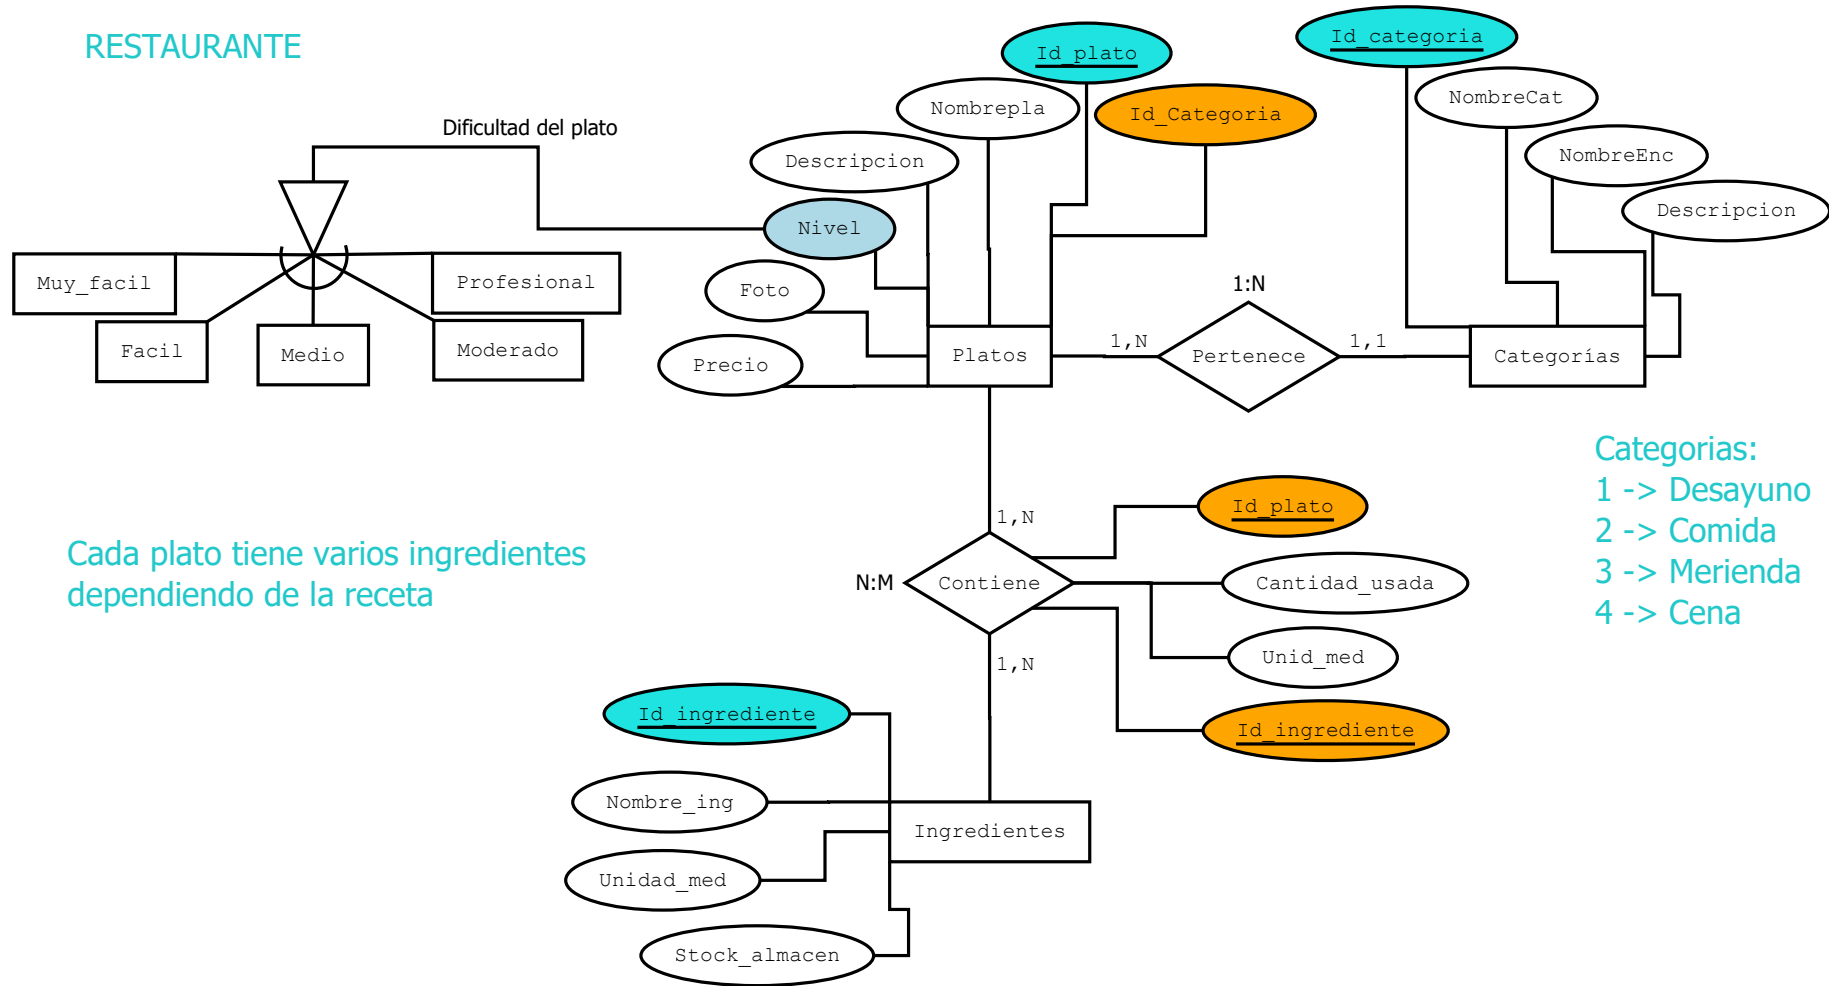 RESTAURANTE
Id_plato
Id_categoria
Nombrepla
Id_Categoria
NombreCat
Dificultad del plato
Descripcion
NombreEnc
Nivel
Descripcion
Muy_facil
Profesional
Foto
1:N
Facil
Medio
Moderado
Precio
Platos
1,N
Pertenece
1,1
Categorías
Categorias:
1 -> Desayuno
2 -> Comida
3 -> Merienda
4 -> Cena
Cada plato tiene varios ingredientes
dependiendo de la receta
1,N
Id_plato
N:M
Contiene
Cantidad_usada
Unid_med
1,N
Id_ingrediente
Id_ingrediente
Nombre_ing
Ingredientes
Unidad_med
Stock_almacen